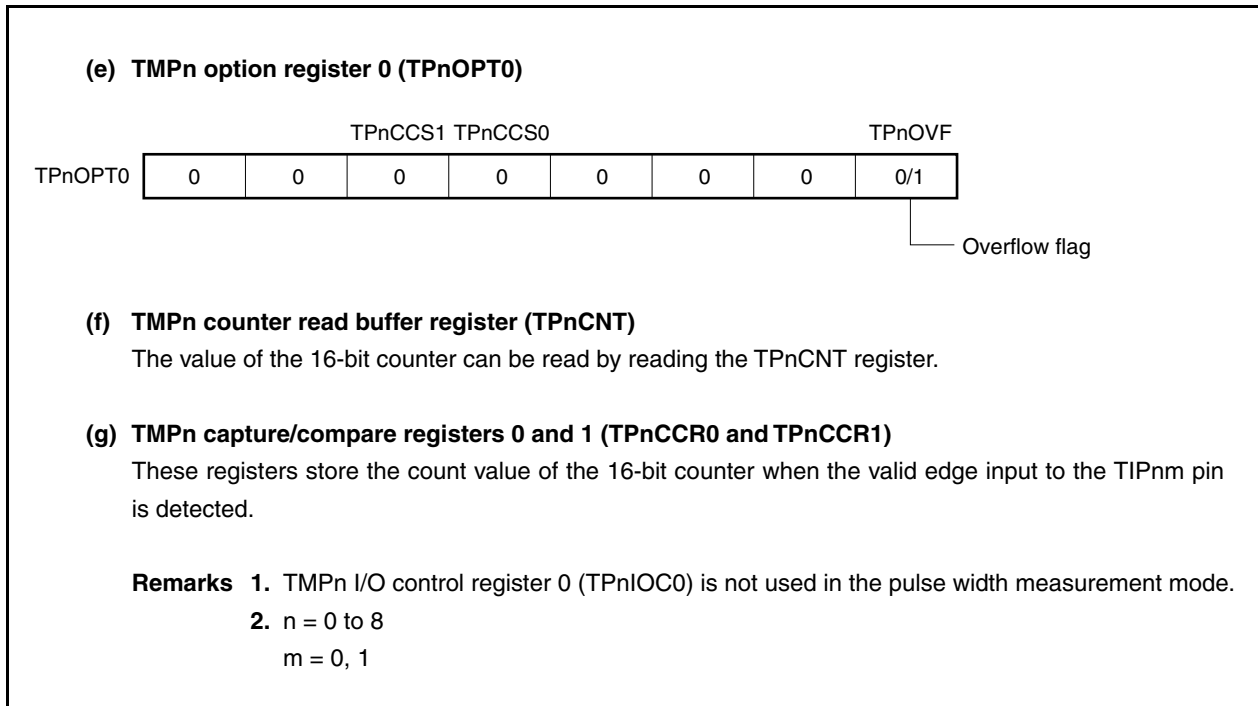 (e) TMPn option register 0 (TPnOPT0)
TPnCCS1 TPnCCS0 TPnOVF
TPnOPT0 0 0 0 0 0 0 0 0/1
Overflow flag
(f) TMPn counter read buffer register (TPnCNT)
The value of the 16-bit counter can be read by reading the TPnCNT register.
(g) TMPn capture/compare registers 0 and 1 (TPnCCR0 and TPnCCR1)
These registers store the count value of the 16-bit counter when the valid edge input to the TIPnm pin
is detected.
Remarks 1. TMPn I/O control register 0 (TPnIOC0) is not used in the pulse width measurement mode.
2. n = 0 to 8
m = 0, 1